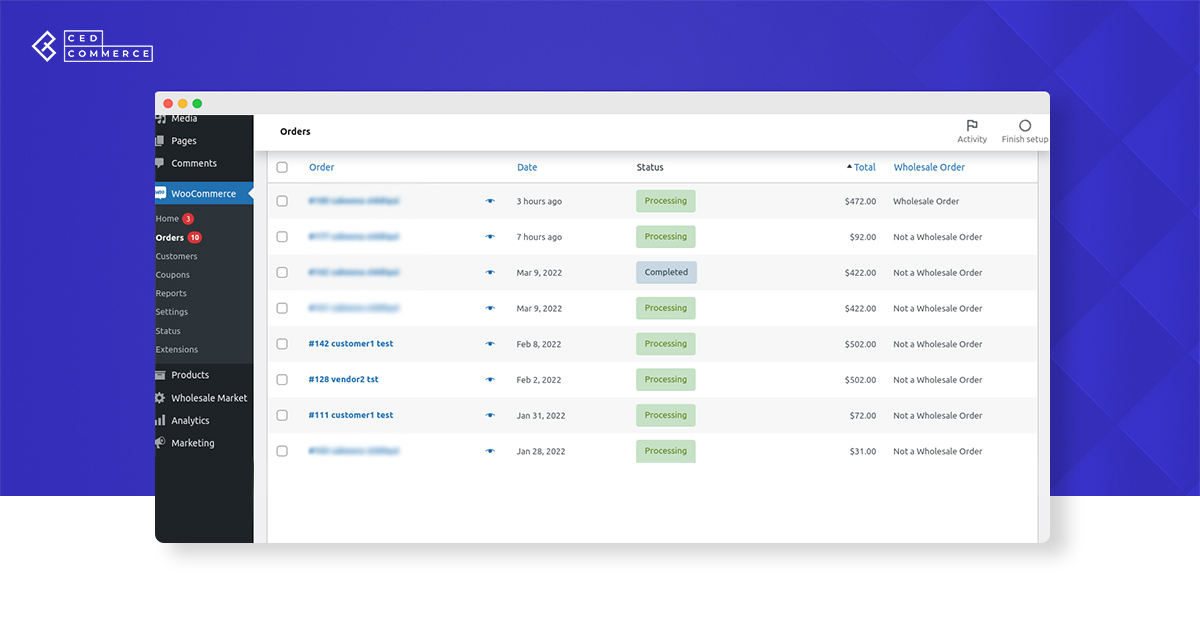 CED
COMMERCE
Media
Pages
Comments
WooCommerce
Home 3
Orders 10
Customers
Coupons
Reports
Settings
Status
Extensions
Products
Wholesale Market
Analytics
Marketing
Orders
Activity
Finish setup
Order Date Status Total Wholesale Order
3 hours ago Processing $472.00 Wholesale Order
7 hours ago Processing $92.00 Not a Wholesale Order
Mar 9, 2022 Completed $422.00 Not a Wholesale Order
Mar 9, 2022 Processing $422.00 Not a Wholesale Order
#142 customer1 test Feb 8, 2022 Processing $502.00 Not a Wholesale Order
#128 vendor2 tst Feb 2, 2022 Processing $502.00 Not a Wholesale Order
#111 customer1 test Jan 31, 2022 Processing $72.00 Not a Wholesale Order
Jan 28, 2022 Processing $31.00 Not a Wholesale Order